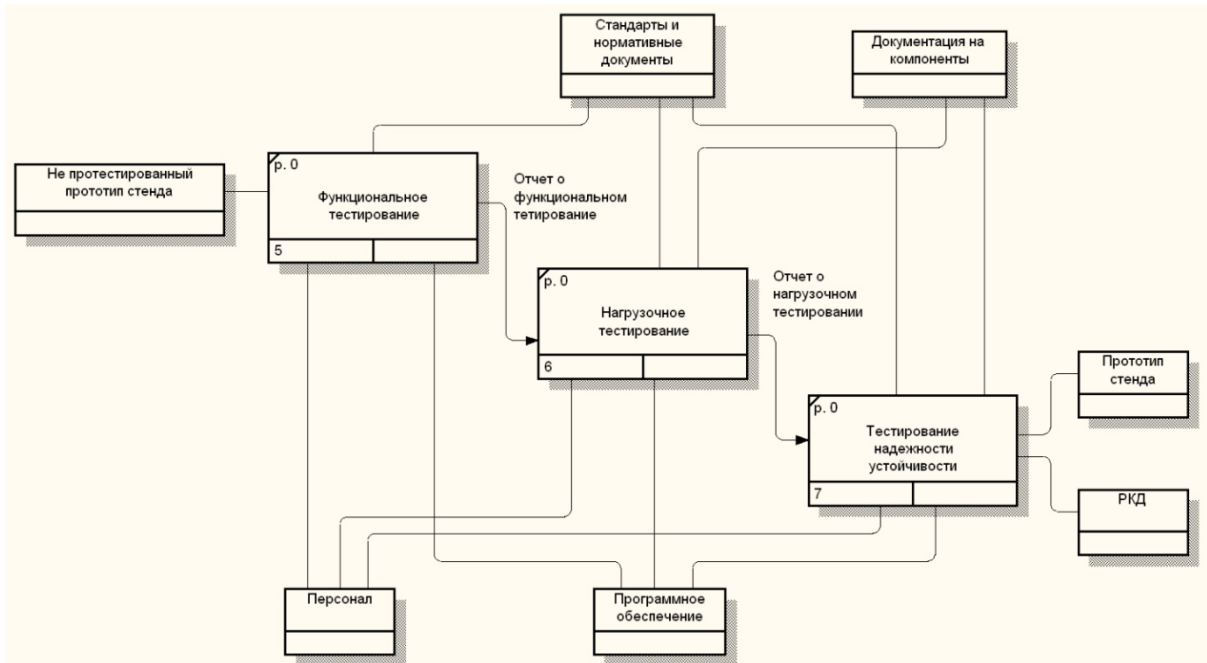 Стандарты и
нормативные
документы
Документация на
компоненты
Не протестированный
прототип стенда
р. 0
Функциональное
тестирование
5
Отчет о
функциональном
тетирование
р. 0
Нагрузочное
тестирование
6
Отчет о
нагрузочном
тестировании
р. 0
Тестирование
надежности
устойчивости
7
Прототип
стенда
РКД
Персонал
Программное
обеспечение